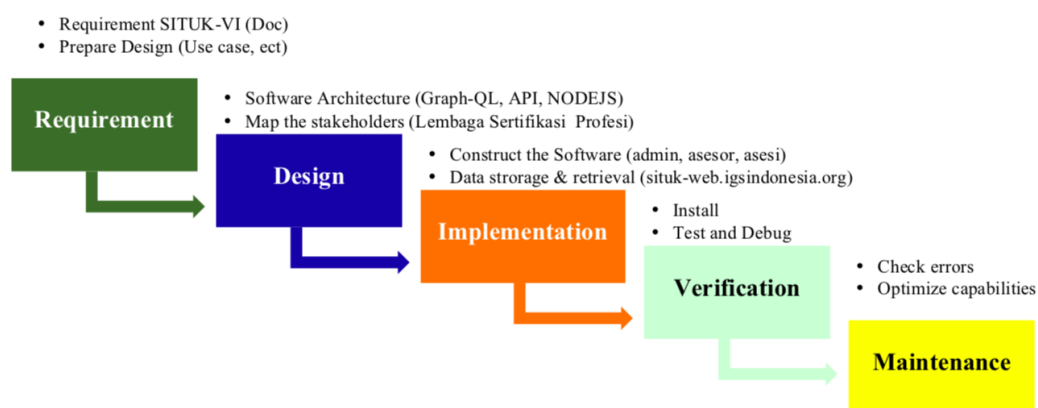 • Requirement SITUK-VI (Doc)
• Prepare Design (Use case, ect)
Requirement
• Software Architecture (Graph-QL, API, NODEJS)
• Map the stakeholders (Lembaga Sertifikasi Profesi)
Design
• Construct the Software (admin, asesor, asesi)
• Data strorage & retrieval (situk-web.igsindonesia.org)
Implementation
• Install
• Test and Debug
Verification
• Check errors
• Optimize capabilities
Maintenance